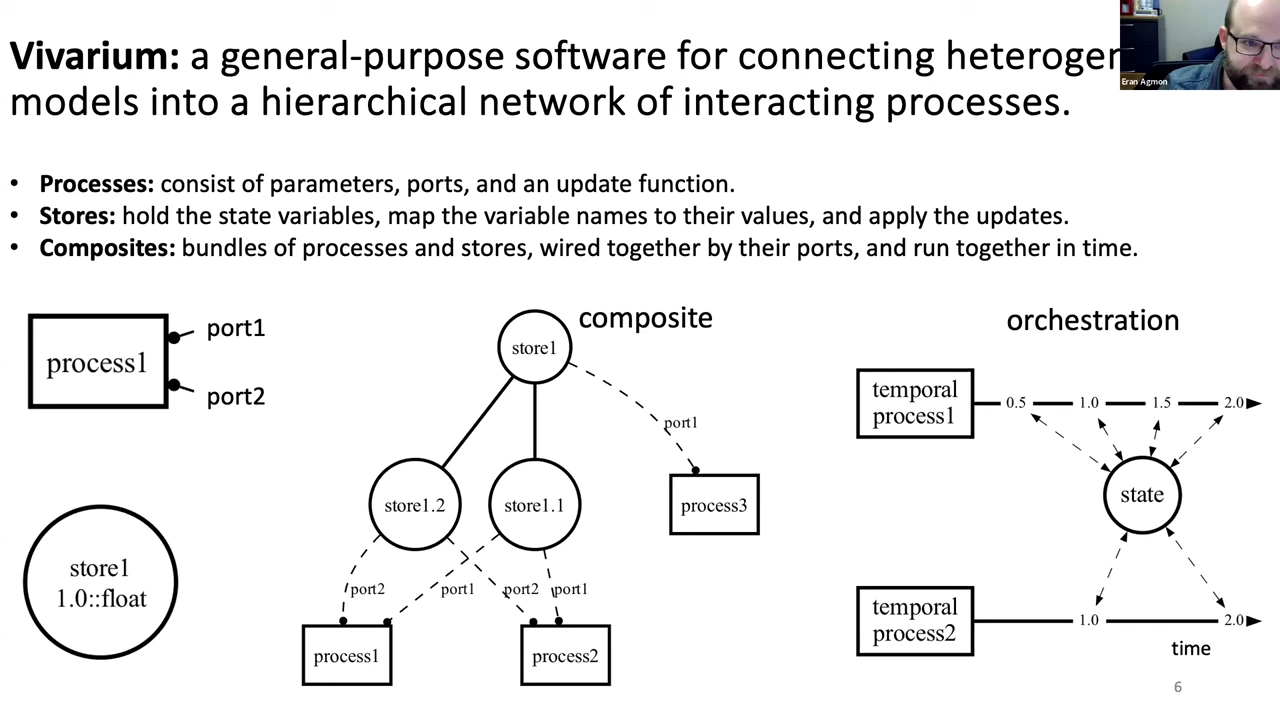 Vivarium: a general-purpose software for connecting heterogen
models into a hierarchical network of interacting processes.
Eran Agmon
• Processes: consist of parameters, ports, and an update function.
• Stores: hold the state variables, map the variable names to their values, and apply the updates.
• Composites: bundles of processes and stores, wired together by their ports, and run together in time.
process1
port1
port2
store1
1.0::float
composite
store1
port1
store1.2
store1.1
process3
port2
port1
port2
port1
process1
process2
orchestration
temporal
process1
0.5
1.0
1.5
2.0
state
temporal
process2
1.0
2.0
time
6